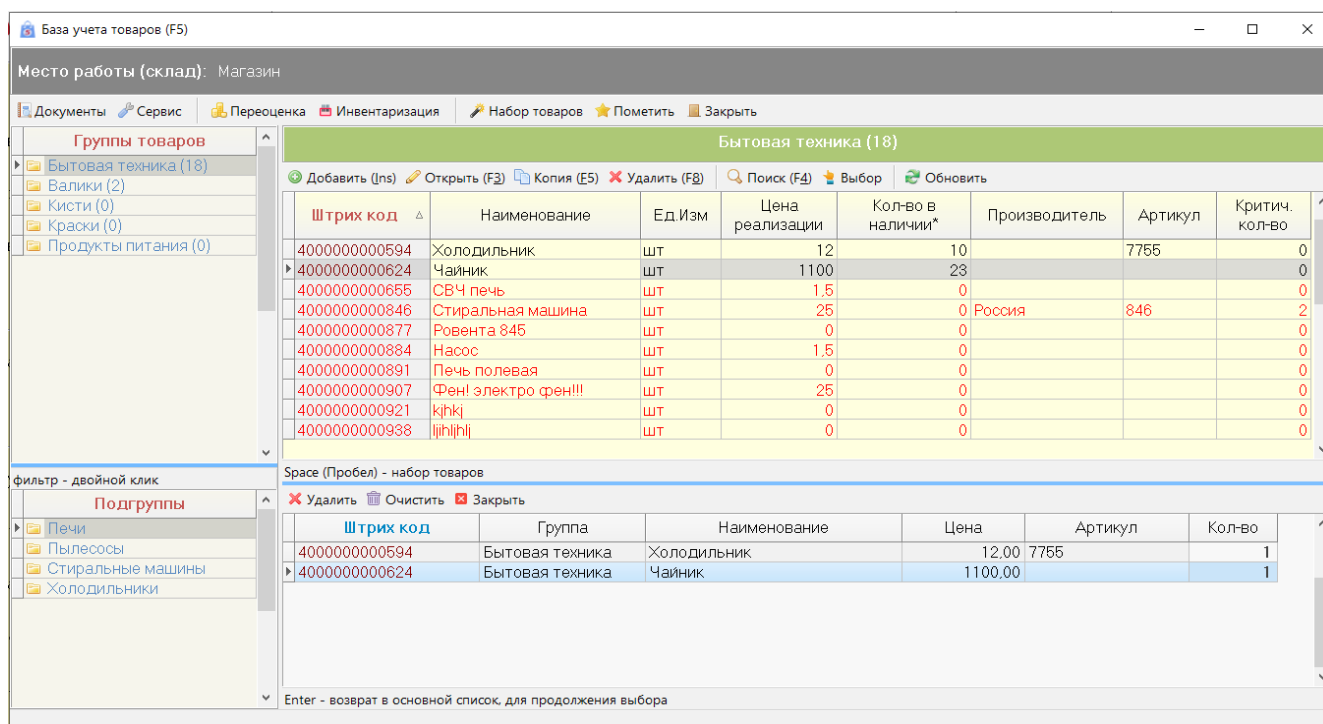 База учета товаров (F5)
Место работы (склад): Магазин
Документы Сервис Переоценка Инвентаризация Набор товаров Пометить Закрыть
Группы товаров
Бытовая техника (18)
Валики (2)
Кисти (0)
Краски (0)
Продукты питания (0)
фильтр - двойной клик
Подгруппы
Печи
Пылесосы
Стиральные машины
Холодильники
Бытовая техника (18)
Добавить (Ins) Открыть (F3) Копия (F5) Удалить (F8) Поиск (F4) Выбор Обновить
Штрих код Наименование Ед.Изм Цена реализации Кол-во в наличии* Производитель Артикул Критич. кол-во
4000000000594 Холодильник шт 12 10 7755 0
4000000000624 Чайник шт 1100 23 0
4000000000655 СВЧ печь шт 1,5 0 0
4000000000846 Стиральная машина шт 25 0 Россия 846 2
4000000000877 Ровента 845 шт 0 0 0
4000000000884 Насос шт 1,5 0 0
4000000000891 Печь полевая шт 0 0 0
4000000000907 Фен! электро фен!!! шт 25 0 0
4000000000921 kjhkj шт 0 0 0
4000000000938 ljihljhlj шт 0 0 0
Space (Пробел) - набор товаров
Удалить Очистить Закрыть
Штрих код Группа Наименование Цена Артикул Кол-во
4000000000594 Бытовая техника Холодильник 12,00 7755 1
4000000000624 Бытовая техника Чайник 1100,00 1
Enter - возврат в основной список, для продолжения выбора